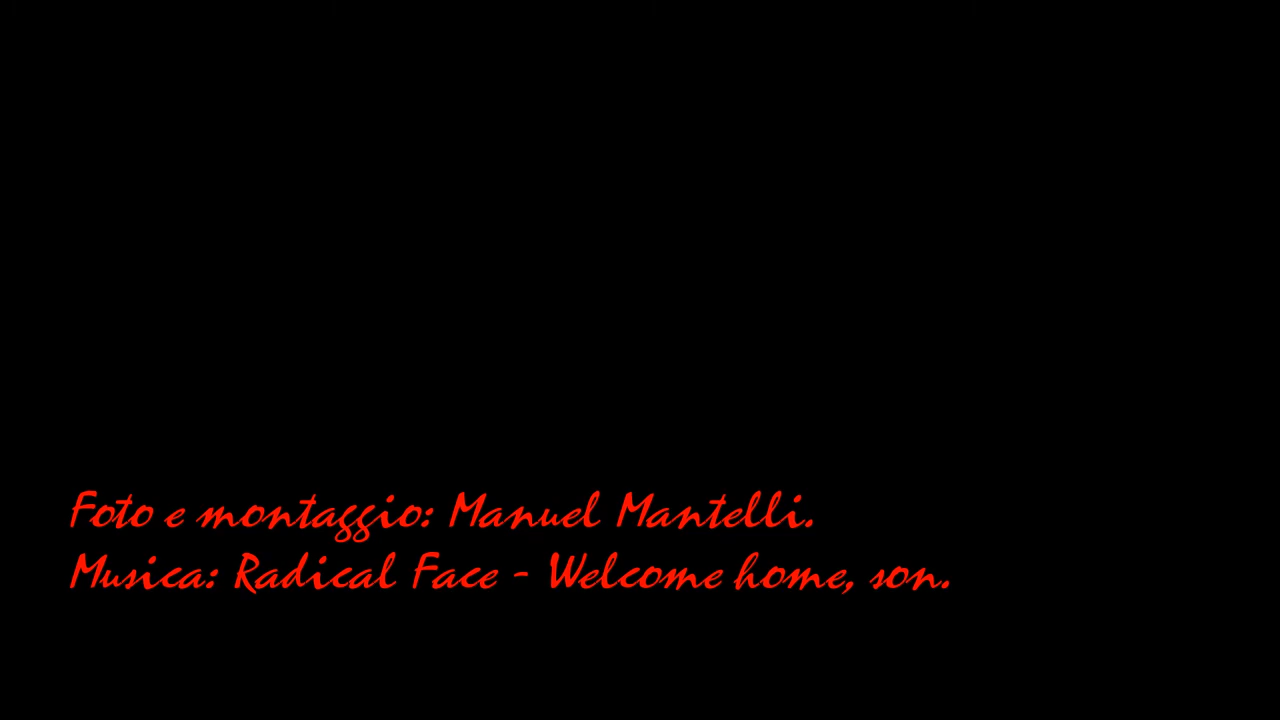 Foto e montaggio: Manuel Mantelli.
Musica: Radical Face - Welcome home, son.